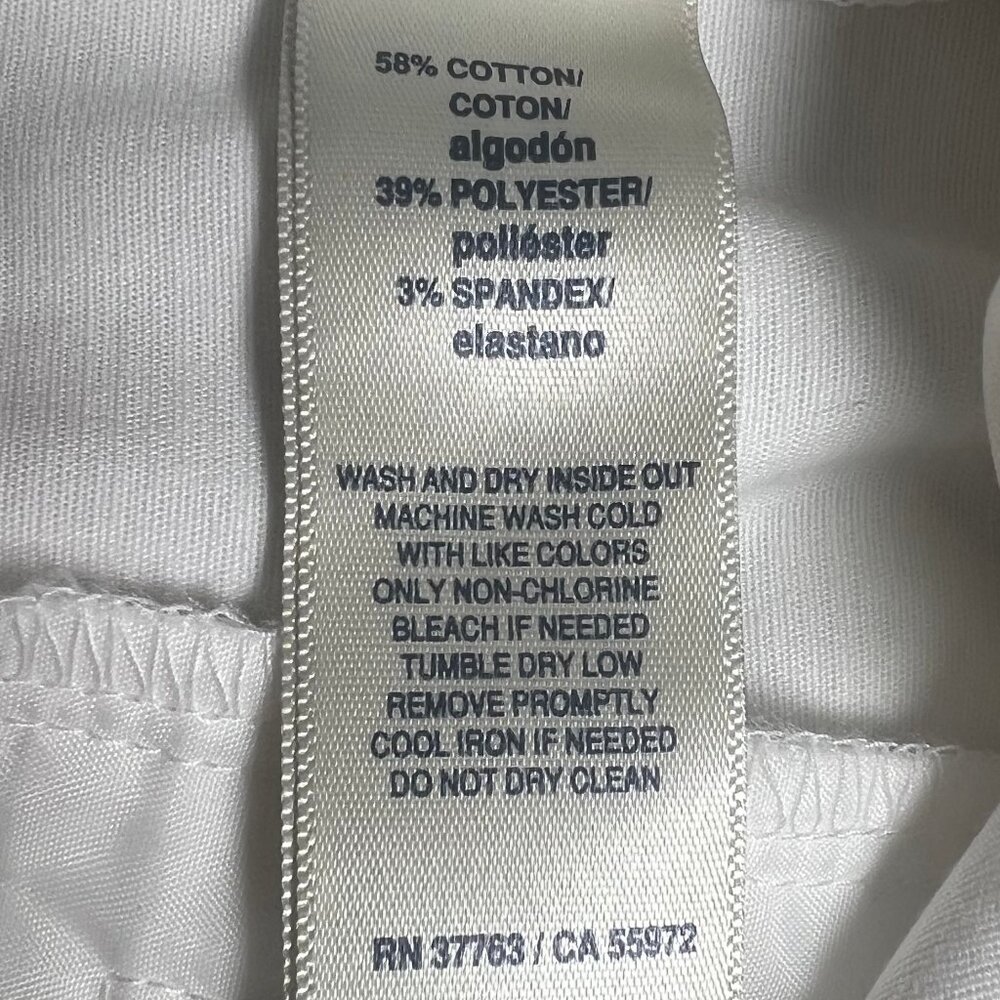 58% COTTON/
COTON/
algodón
39% POLYESTER/
poliéster
3% SPANDEX/
elastano
WASH AND DRY INSIDE OUT
MACHINE WASH COLD
WITH LIKE COLORS
ONLY NON-CHLORINE
BLEACH IF NEEDED
TUMBLE DRY LOW
REMOVE PROMPTLY
COOL IRON IF NEEDED
DO NOT DRY CLEAN
RN 37763 / CA 55972